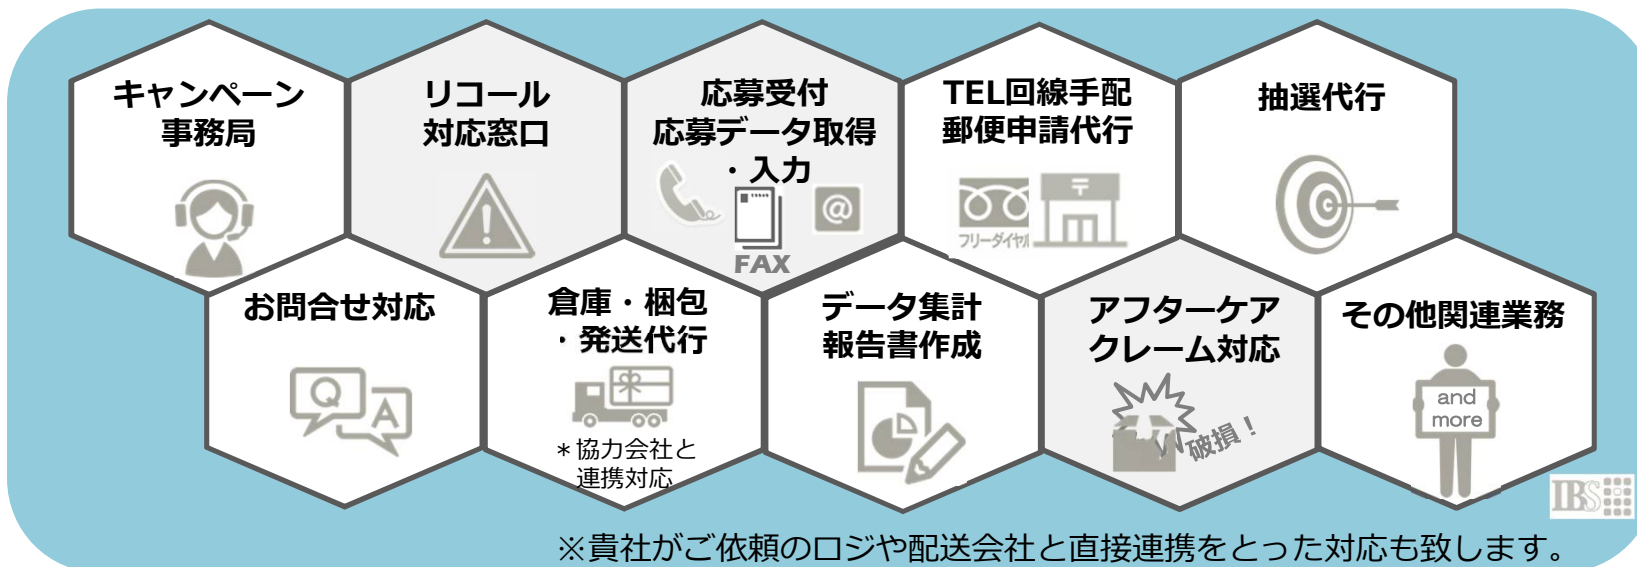 キャンペーン
事務局
リコール
対応窓口
応募受付
応募データ取得
・入力
FAX
TEL回線手配
郵便申請代行
フリーダイヤル
〒
抽選代行
@
お問合せ対応
Q
A
倉庫・梱包
・発送代行
＊協力会社と
連携対応
データ集計
報告書作成
アフターケア
クレーム対応
破損！
その他関連業務
and
more
IBS
※貴社がご依頼のロジや配送会社と直接連携をとった対応も致します。